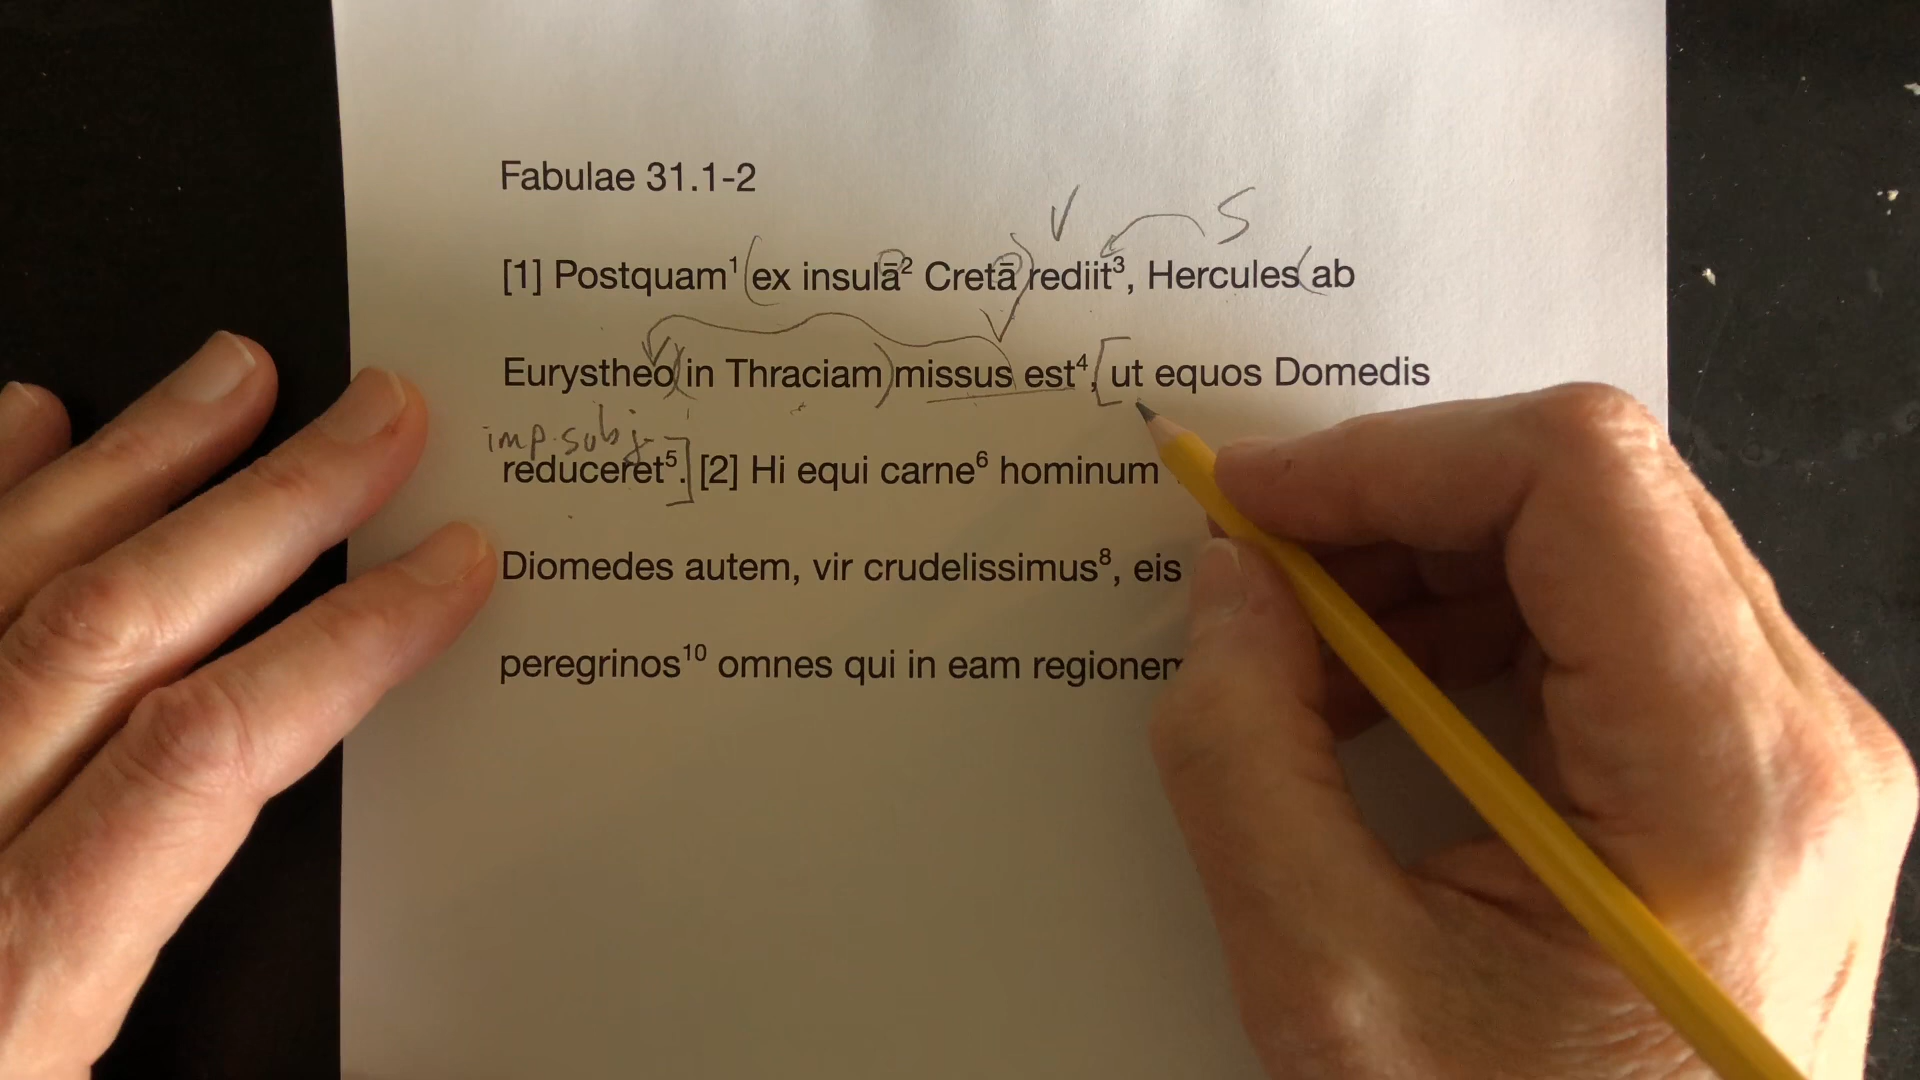 Fabulae 31.1-2
V S
[1] Postquam¹ (ex insulā² Cretā) rediit³, Hercules (ab
Eurystheo) (in Thraciam) missus est⁴, [ut equos Domedis
imp. subj.
reduceret⁵.] [2] Hi equi carne⁶ hominum
Diomedes autem, vir crudelissimus⁸, eis
peregrinos¹⁰ omnes qui in eam regionem